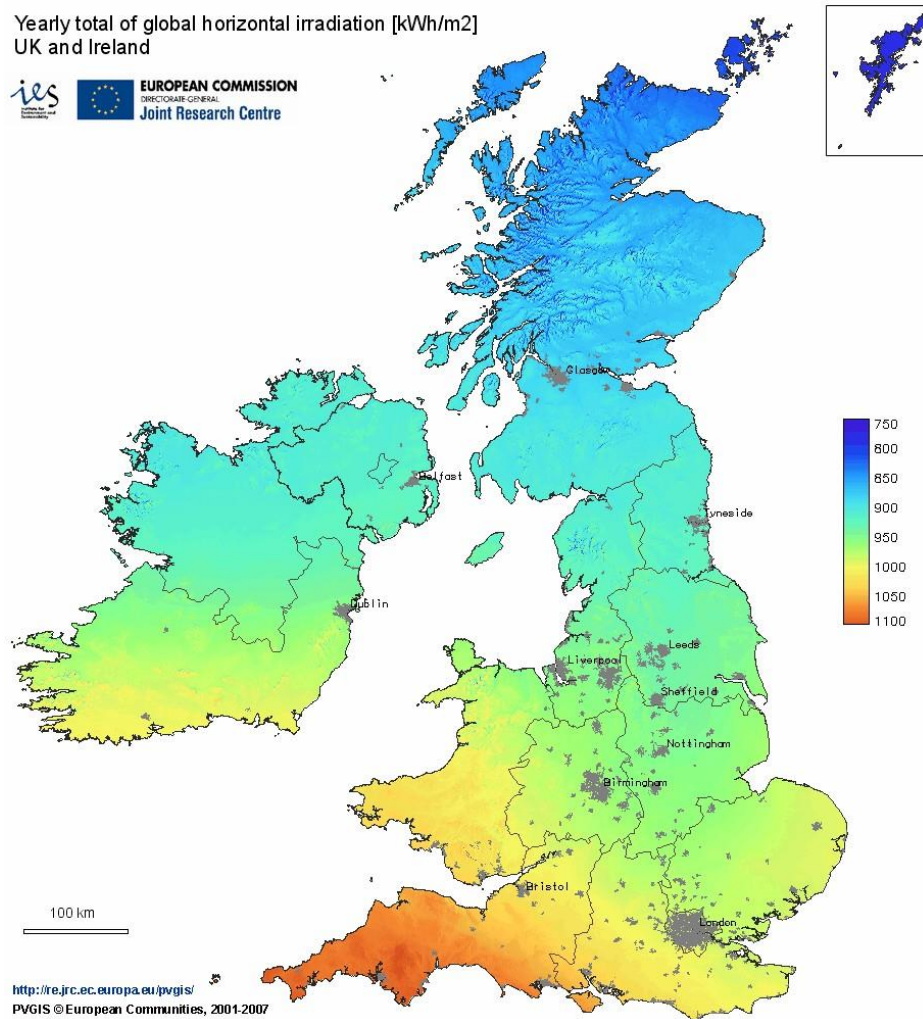 Yearly total of global horizontal irradiation [kWh/m2]
UK and Ireland
ies
EUROPEAN COMMISSION
DIRECTORATE-GENERAL
Joint Research Centre
Glasgow
Belfast
Tyneside
Dublin
Leeds
Liverpool
Sheffield
Nottingham
Birmingham
Bristol
London
750
800
850
900
950
1000
1050
1100
100 km
http://re.jrc.ec.europa.eu/pvgis/
PVGIS © European Communities, 2001-2007